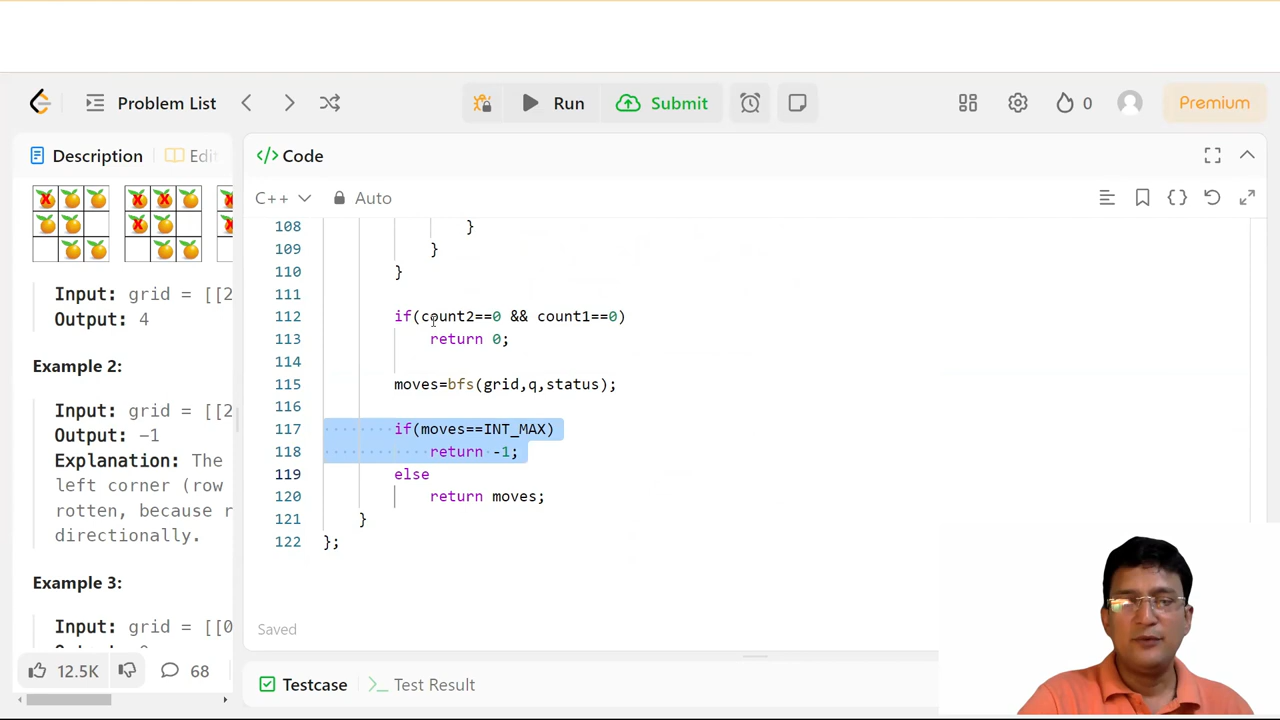 Problem List
Run
Submit
0
Premium
Description
Edit
Code
C++
Auto
Input: grid = [[2
Output: 4
Example 2:
Input: grid = [[2
Output: -1
Explanation: The
left corner (row
rotten, because r
directionally.
Example 3:
Input: grid = [[0
12.5K
68
108 }
109 }
110 }
111
112 if(count2==0 && count1==0)
113 return 0;
114
115 moves=bfs(grid,q,status);
116
117 if(moves==INT_MAX)
118 return -1;
119 else
120 return moves;
121 }
122 };
Saved
Testcase
Test Result